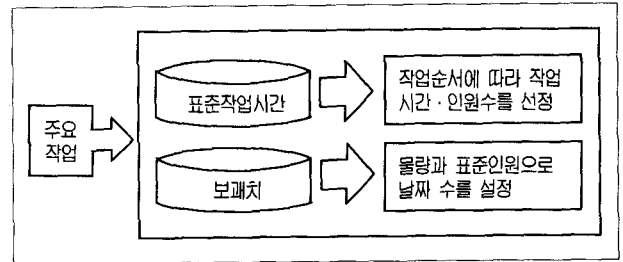 주요
작업
표준작업시간
작업순서에 따라 작업
시간·인원수를 선정
보괘치
물량과 표준인원으로
날짜 수를 설정